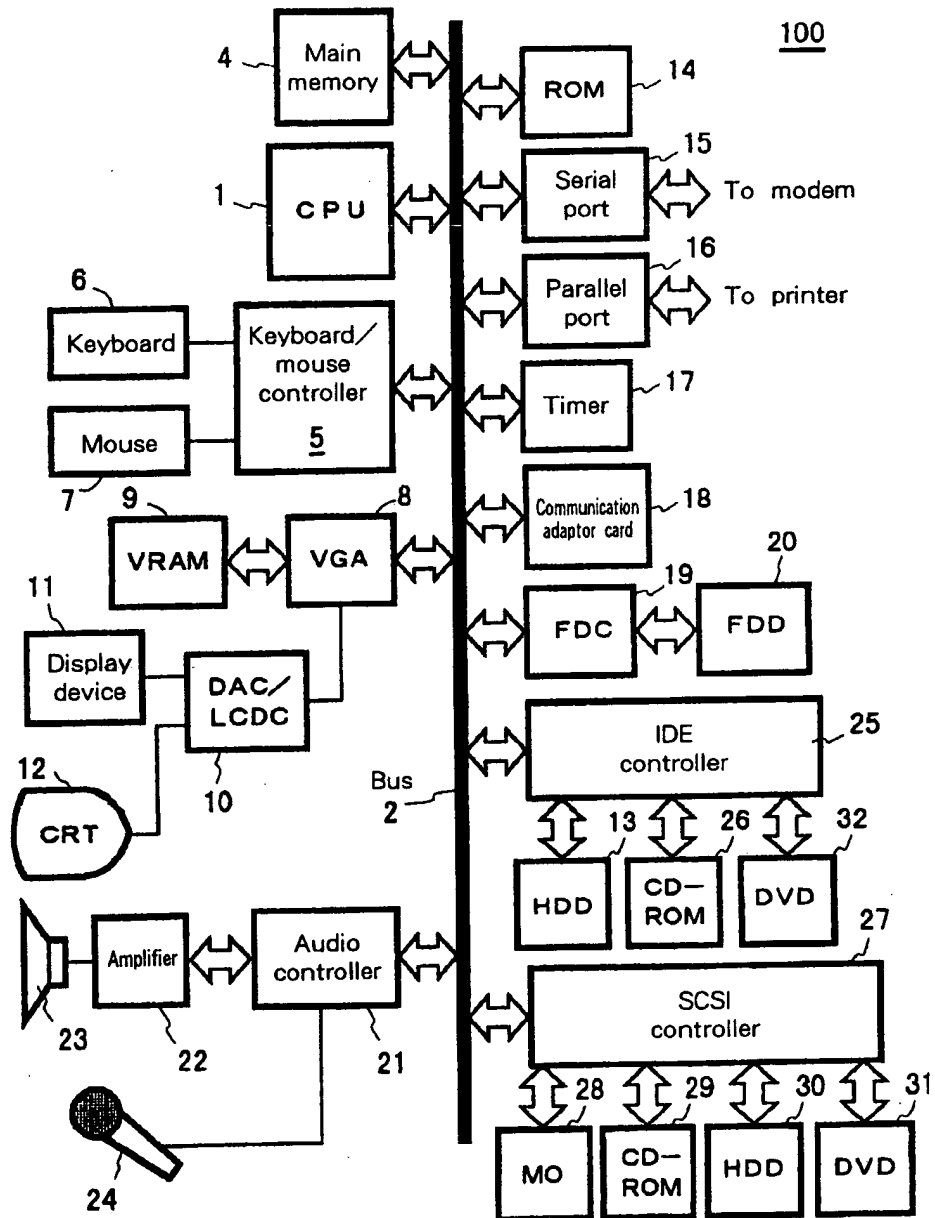 100
4
Main
memory
ROM
14
1
CPU
15
Serial
port
To modem
16
Parallel
port
To printer
6
Keyboard
Keyboard/
mouse
controller
5
Mouse
7
Timer
17
Communication
adaptor card
18
9
VRAM
8
VGA
19
FDC
20
FDD
11
Display
device
DAC/
LCDC
10
IDE
controller
25
12
CRT
Bus
2
13
HDD
26
CD-
ROM
32
DVD
23
Amplifier
22
Audio
controller
21
27
SCSI
controller
24
28
MO
29
CD-
ROM
30
HDD
31
DVD